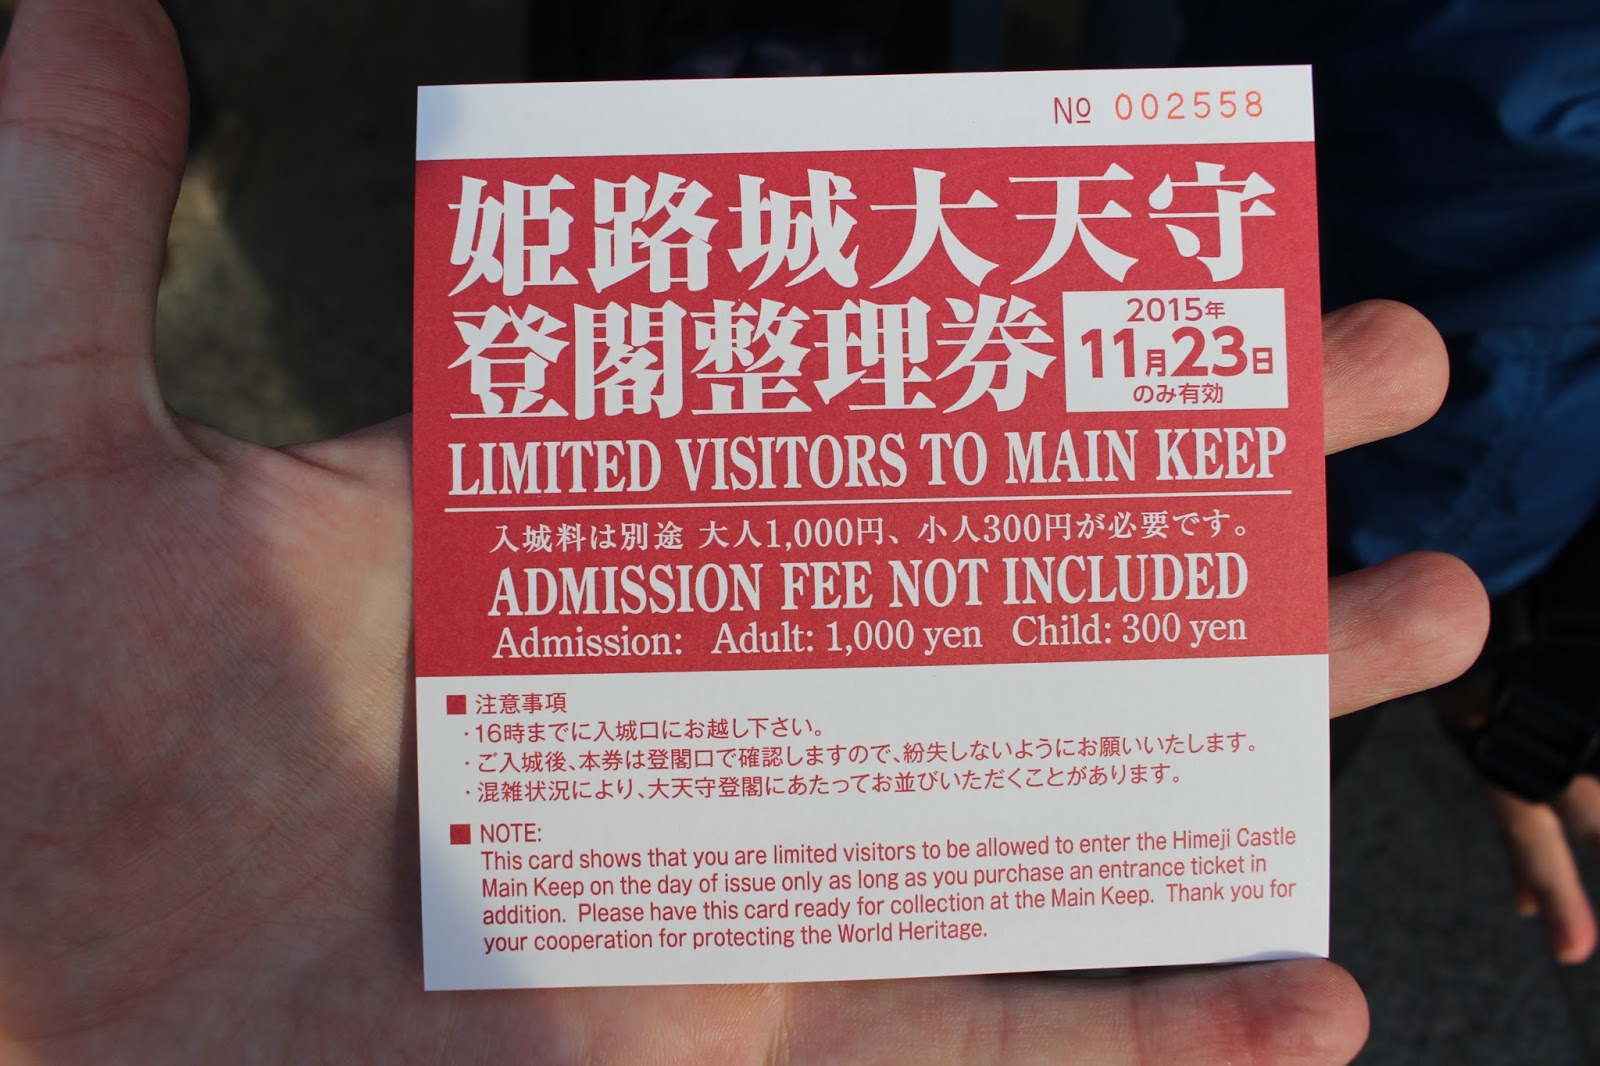 № 002558
姫路城大天守
登閣整理券
2015年
11月23日
のみ有効
LIMITED VISITORS TO MAIN KEEP
入城料は別途 大人1,000円、小人300円が必要です。
ADMISSION FEE NOT INCLUDED
Admission: Adult: 1,000 yen Child: 300 yen
■ 注意事項
・16時までに入城口にお越し下さい。
・ご入城後、本券は登閣口で確認しますので、紛失しないようにお願いいたします。
・混雑状況により、大天守登閣にあたってお並びいただくことがあります。
■ NOTE:
This card shows that you are limited visitors to be allowed to enter the Himeji Castle
Main Keep on the day of issue only as long as you purchase an entrance ticket in
addition. Please have this card ready for collection at the Main Keep. Thank you for
your cooperation for protecting the World Heritage.